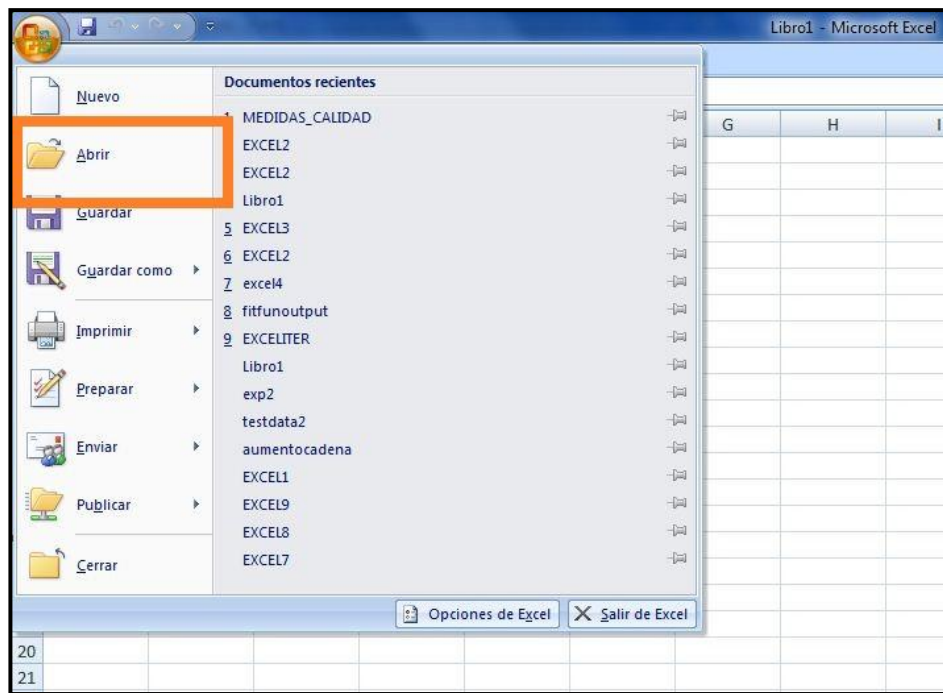 Libro1 - Microsoft Excel
Nuevo
Abrir
Guardar
Guardar como
Imprimir
Preparar
Enviar
Publicar
Cerrar
Documentos recientes
1 MEDIDAS_CALIDAD
EXCEL2
EXCEL2
Libro1
5 EXCEL3
6 EXCEL2
7 excel4
8 fitfunoutput
9 EXCELITER
Libro1
exp2
testdata2
aumentocadena
EXCEL1
EXCEL9
EXCEL8
EXCEL7
Opciones de Excel
Salir de Excel
G H I
20
21